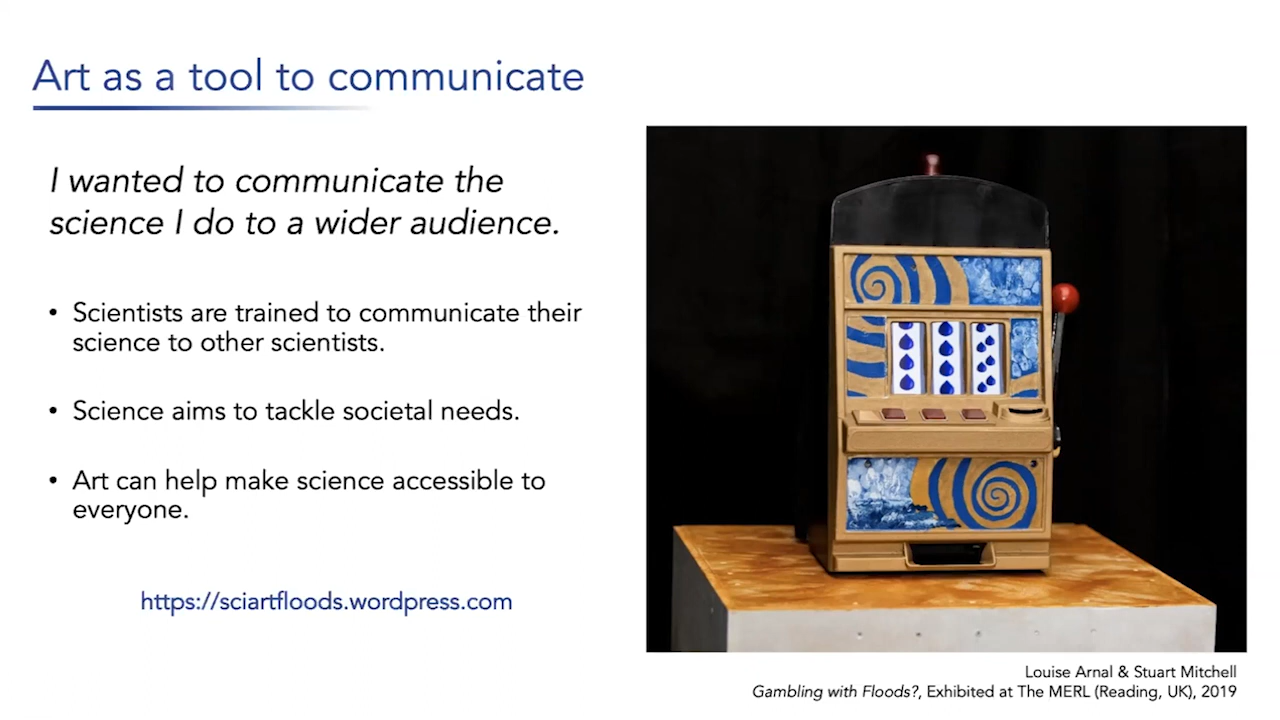 Art as a tool to communicate
I wanted to communicate the
science I do to a wider audience.
• Scientists are trained to communicate their
science to other scientists.
• Science aims to tackle societal needs.
• Art can help make science accessible to
everyone.
https://sciartfloods.wordpress.com
Louise Arnal & Stuart Mitchell
Gambling with Floods?, Exhibited at The MERL (Reading, UK), 2019